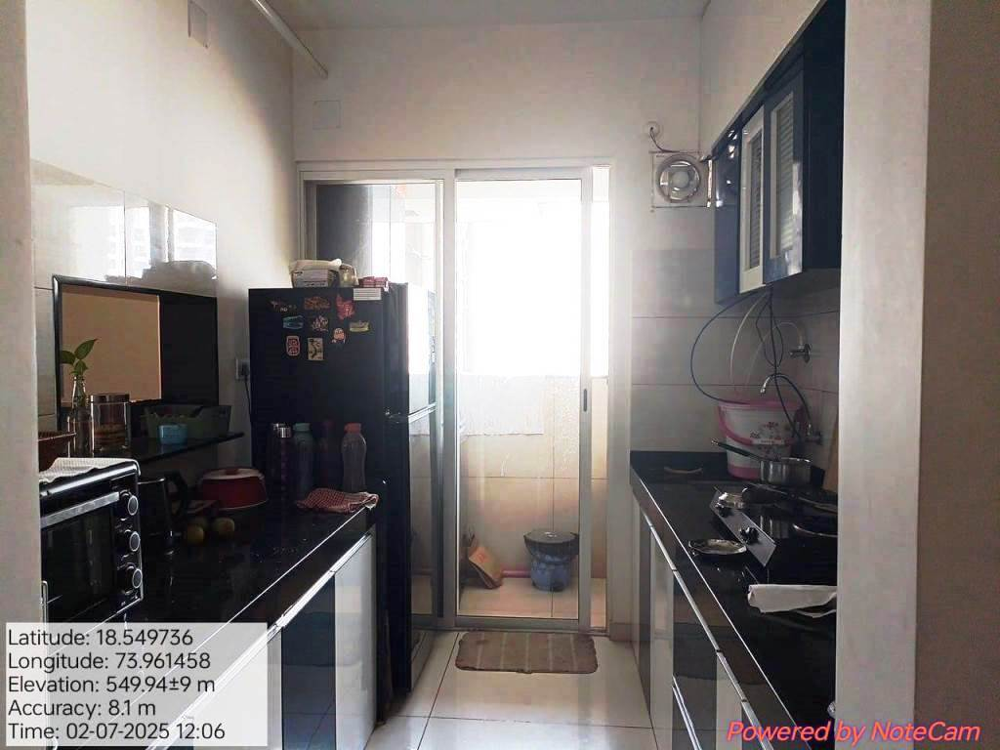 Latitude: 18.549736
Longitude: 73.961458
Elevation: 549.94±9 m
Accuracy: 8.1 m
Time: 02-07-2025 12:06
Powered by NoteCam